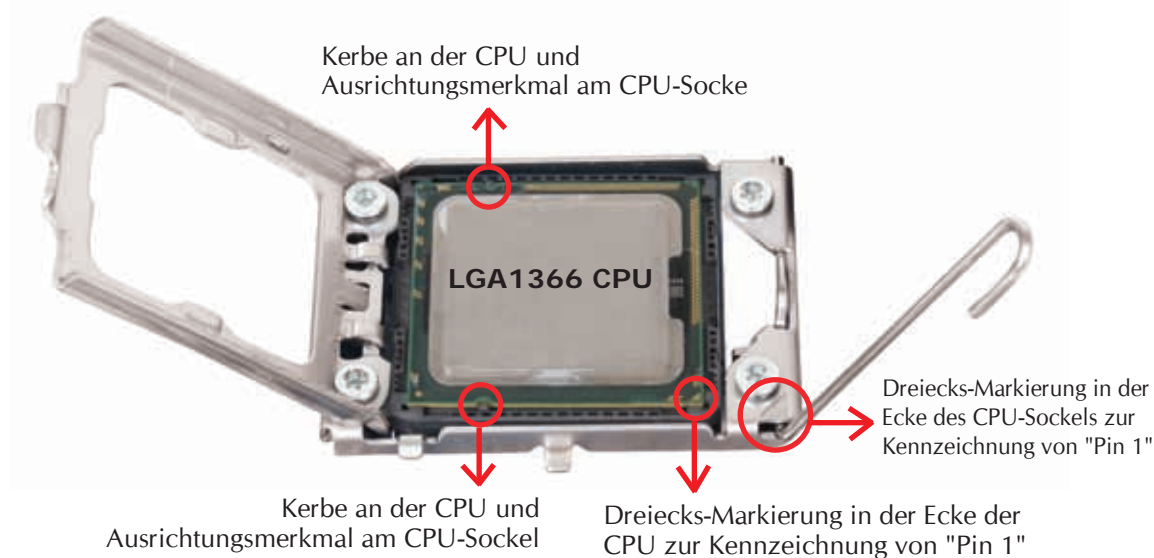 Kerbe an der CPU und
Ausrichtungsmerkmal am CPU-Socke
LGA1366 CPU
Dreiecks-Markierung in der
Ecke des CPU-Sockels zur
Kennzeichnung von "Pin 1"
Kerbe an der CPU und
Ausrichtungsmerkmal am CPU-Sockel
Dreiecks-Markierung in der Ecke der
CPU zur Kennzeichnung von "Pin 1"